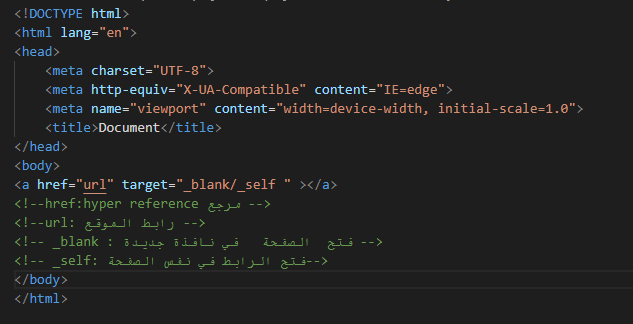 <!DOCTYPE html>
<html lang="en">
<head>
    <meta charset="UTF-8">
    <meta http-equiv="X-UA-Compatible" content="IE=edge">
    <meta name="viewport" content="width=device-width, initial-scale=1.0">
    <title>Document</title>
</head>
<body>
<a href="url" target="_blank/_self " ></a>
<!--href:hyper reference مرجع -->
<!--url: رابط الموقع -->
<!-- _blank : فتح  الصفحة   في نافذة جديدة -->
<!-- _self: فتح الرابط في نفس الصفحة-->
</body>
</html>